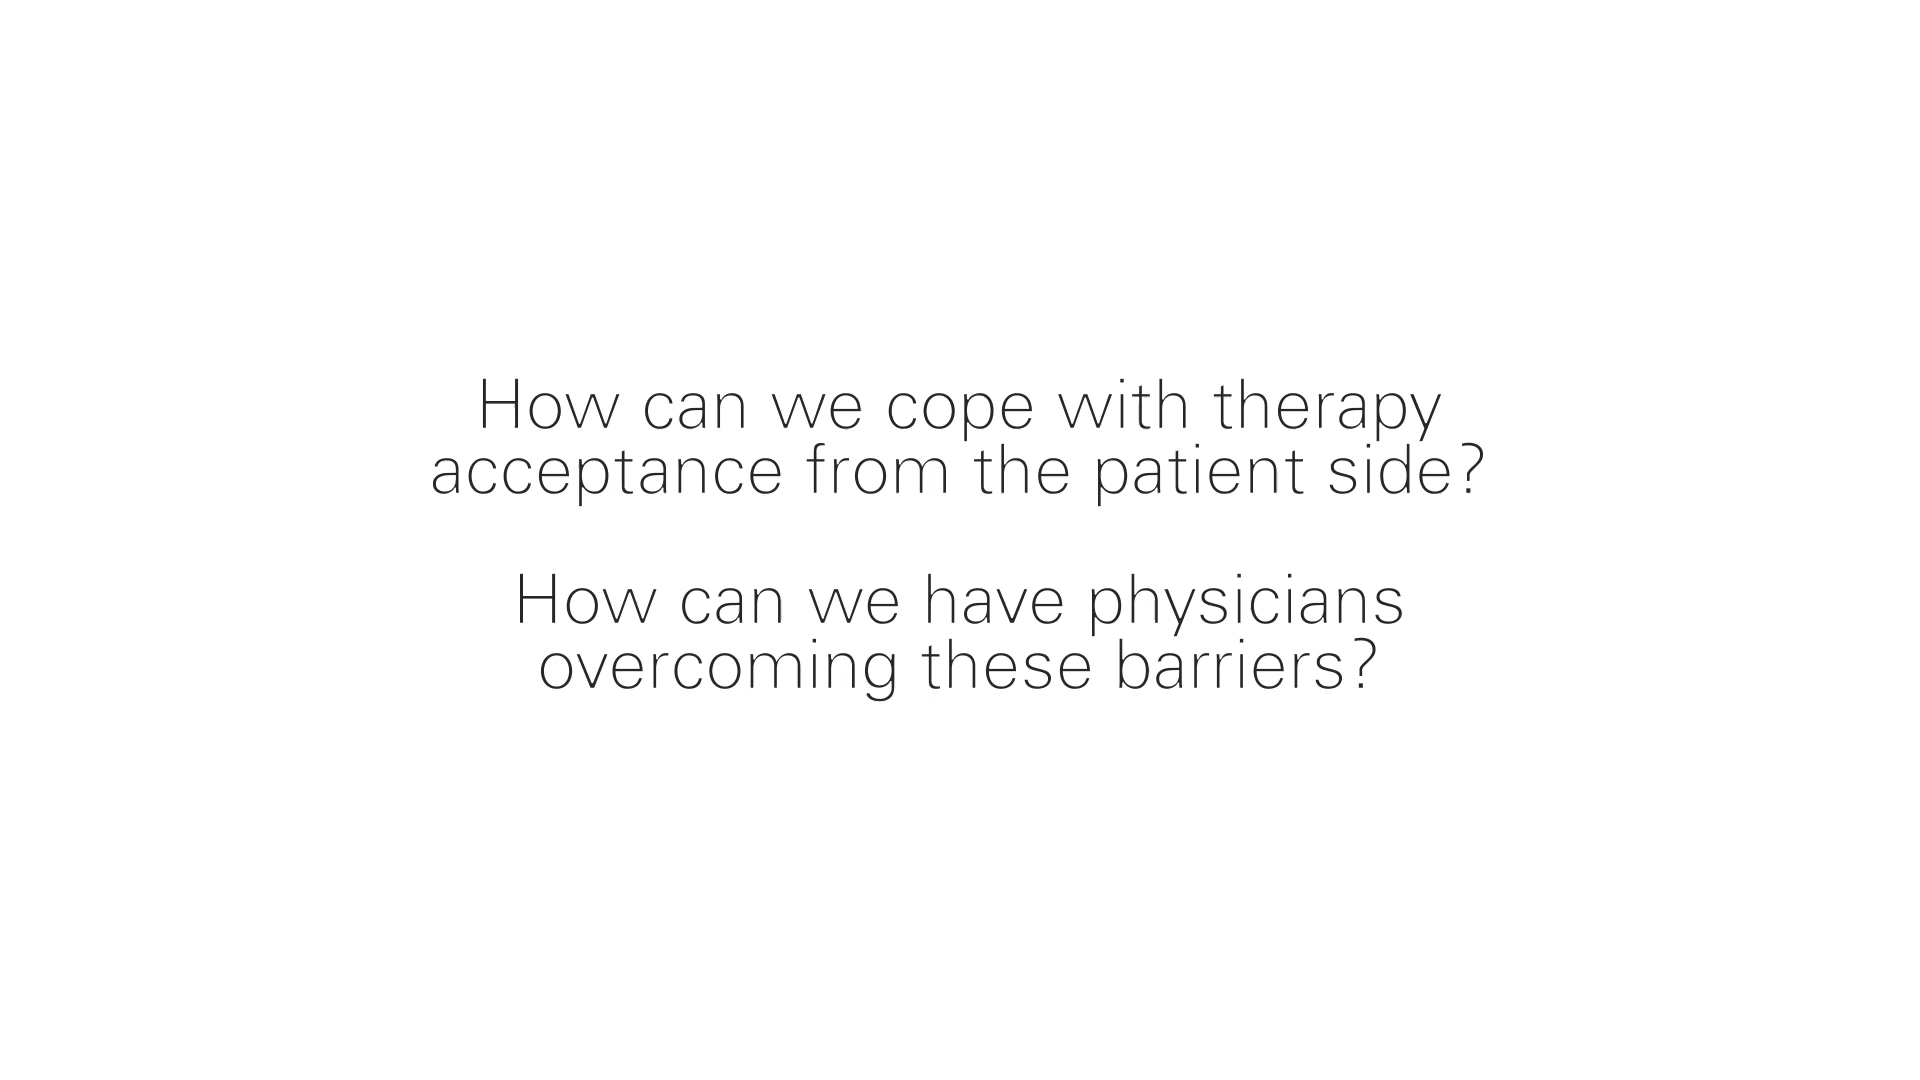 How can we cope with therapy
acceptance from the patient side?
How can we have physicians
overcoming these barriers?